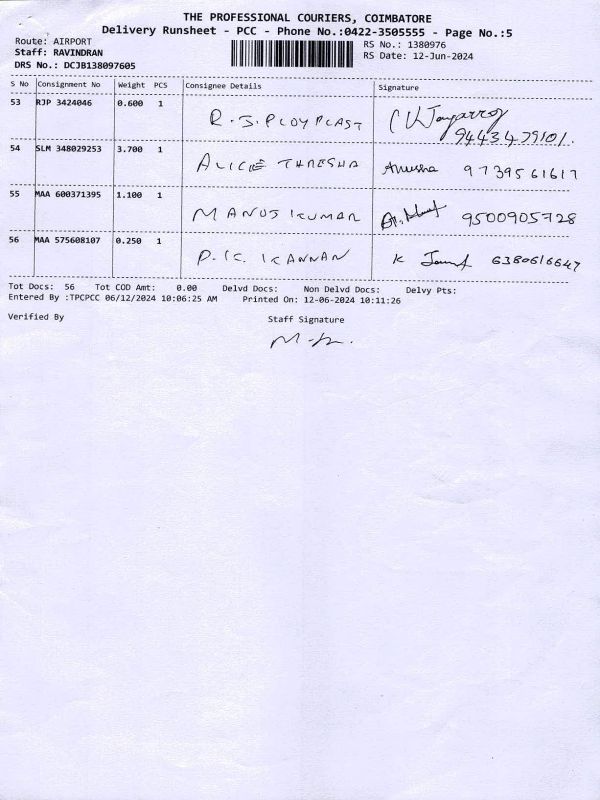 THE PROFESSIONAL COURIERS, COIMBATORE
Delivery Runsheet - PCC - Phone No.:0422-3505555 - Page No.:5
Route: AIRPORT
RS No.: 1380976
Staff: RAVINDRAN
RS Date: 12-Jun-2024
DRS No.: DCJB138097605
S No Consignment No Weight PCS Consignee Details Signature
53 RJP 3424046 0.600 1 R.S. PLOYPLAST
9443479101.
54 SLM 348029253 3.700 1 ALICIE THRESHA Anusha 9739561617
55 MAA 600371395 1.100 1 MANOJ KUMAR 9500905728
56 MAA 575608107 0.250 1 P.K. KANNAN K 6380616647
Tot Docs: 56 Tot COD Amt: 0.00 Delvd Docs: Non Delvd Docs: Delvy Pts:
Entered By :TPCPCC 06/12/2024 10:06:25 AM Printed On: 12-06-2024 10:11:26
Verified By Staff Signature